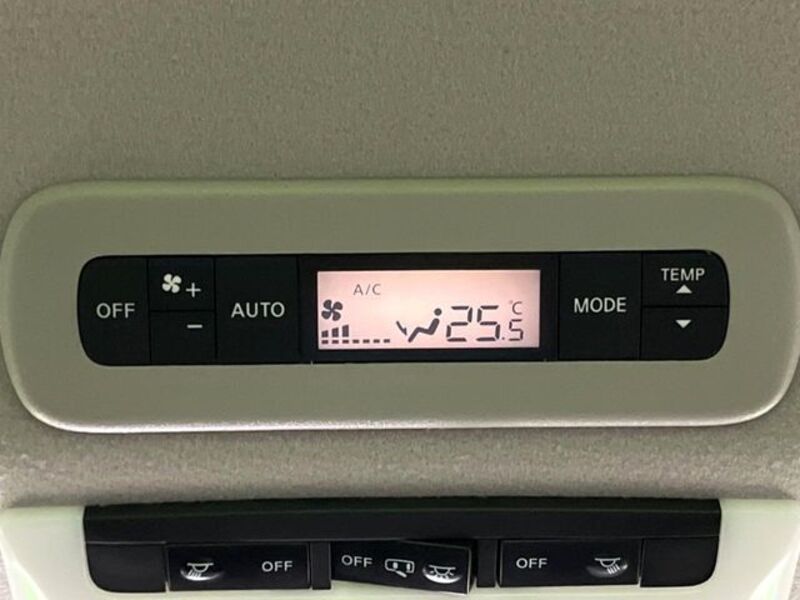 OFF
+
−
AUTO
A/C
25.5 °C
MODE
TEMP
OFF
OFF
OFF